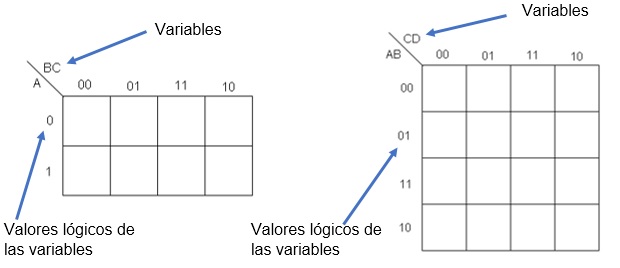 Variables
BC
A
00 01 11 10
0
1
Valores lógicos de
las variables
Variables
CD
AB
00 01 11 10
00
01
11
10
Valores lógicos de
las variables